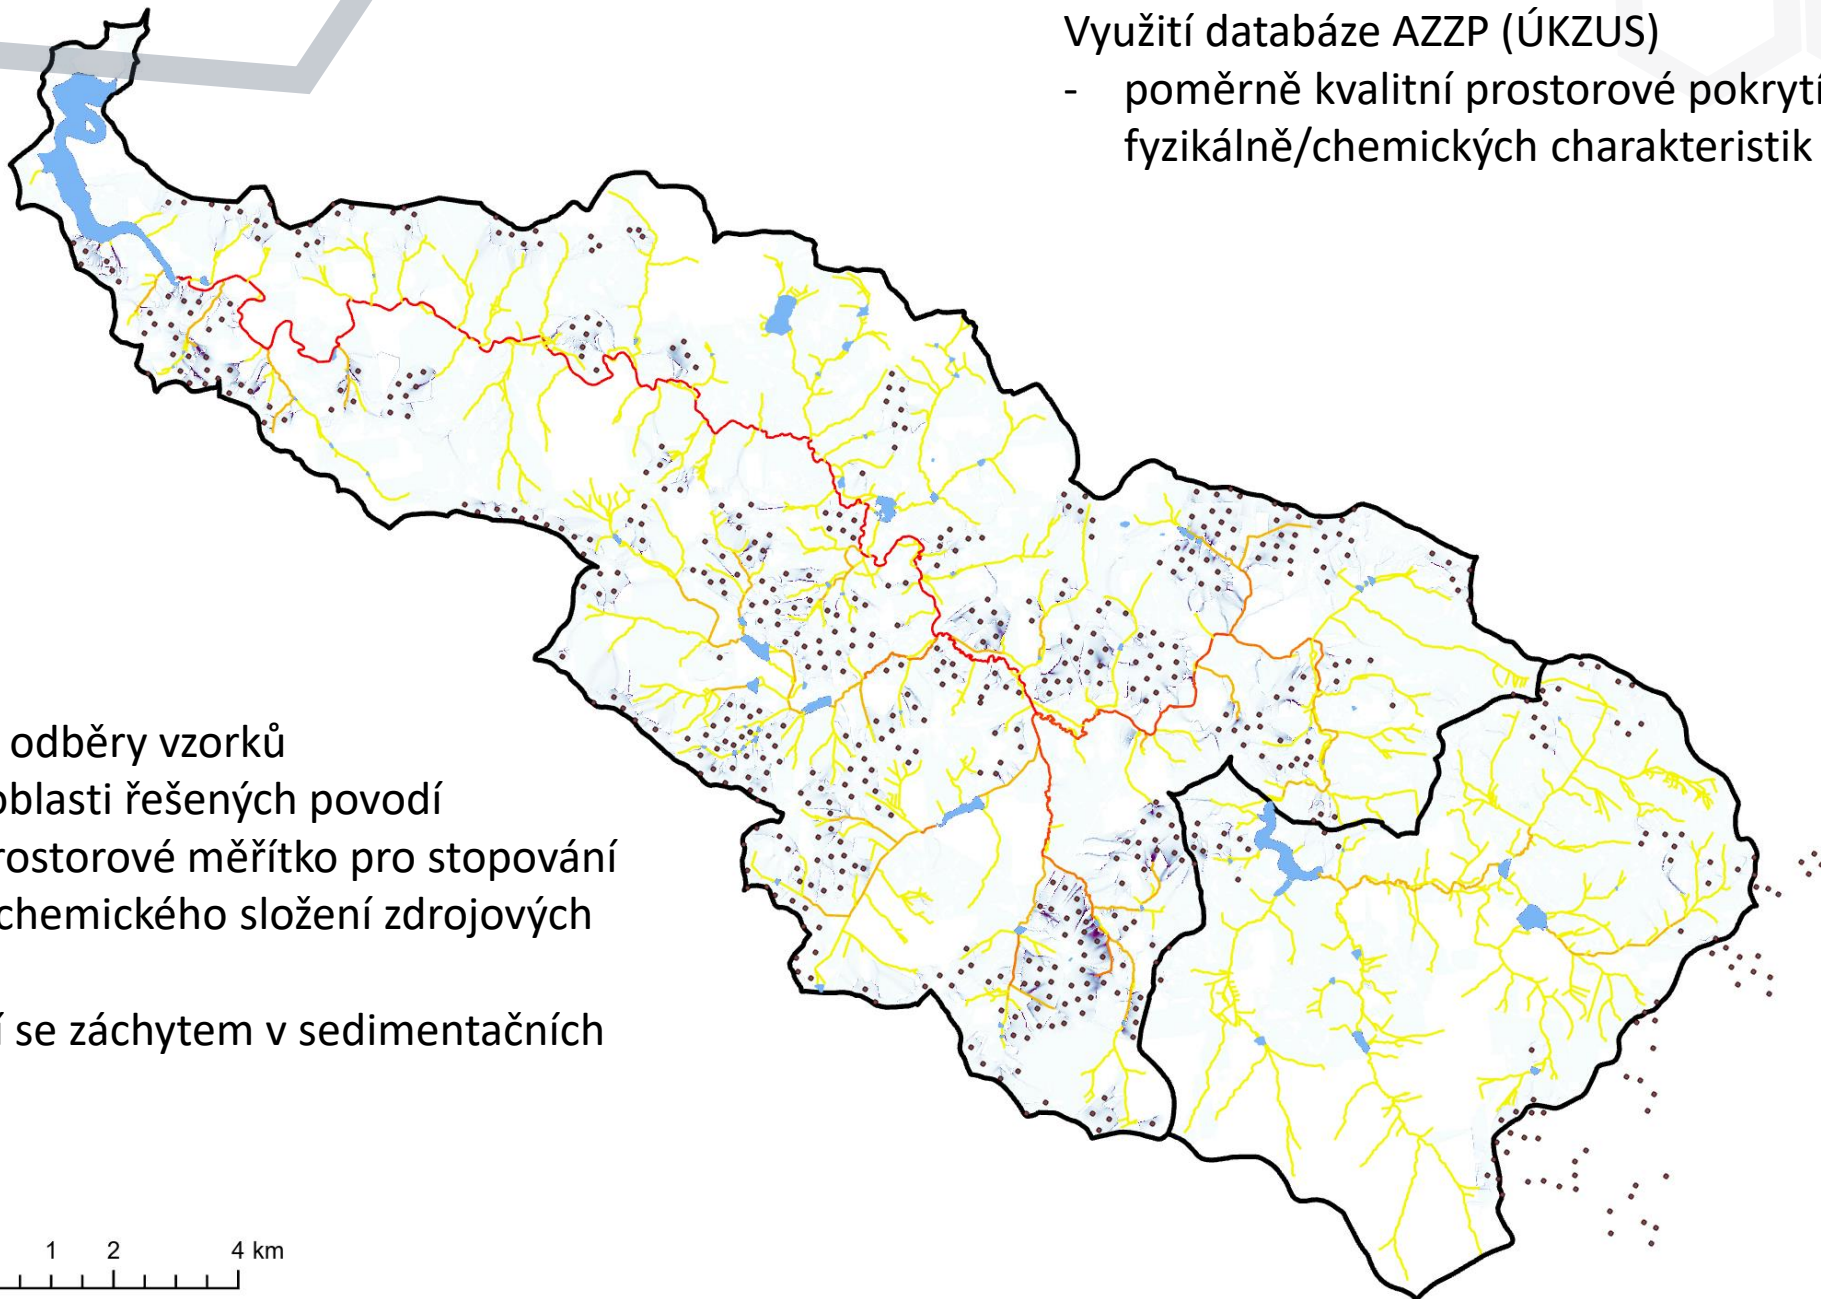 Využití databáze AZZP (ÚKZUS)
- poměrně kvalitní prostorové pokrytí
fyzikálně/chemických charakteristik
odběry vzorků
oblasti řešených povodí
rostorové měřítko pro stopování
chemického složení zdrojových
í se záchytem v sedimentačních
1 2 4 km